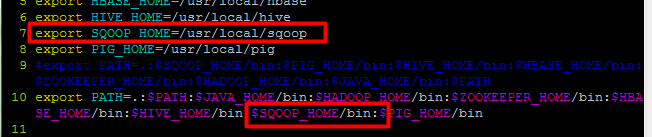 5 export HBASE_HOME=/usr/local/hbase
6 export HIVE_HOME=/usr/local/hive
7 export SQOOP_HOME=/usr/local/sqoop
8 export PIG_HOME=/usr/local/pig
9 #export PATH=.:$SQOOP_HOME/bin:$PIG_HOME/bin:$HIVE_HOME/bin:$HBASE_HOME/bin:
$ZOOKEEPER_HOME/bin:$HADOOP_HOME/bin:$JAVA_HOME/bin:$PATH
10 export PATH=.:$PATH:$JAVA_HOME/bin:$HADOOP_HOME/bin:$ZOOKEEPER_HOME/bin:$HBA
SE_HOME/bin:$HIVE_HOME/bin:$SQOOP_HOME/bin:$PIG_HOME/bin
11